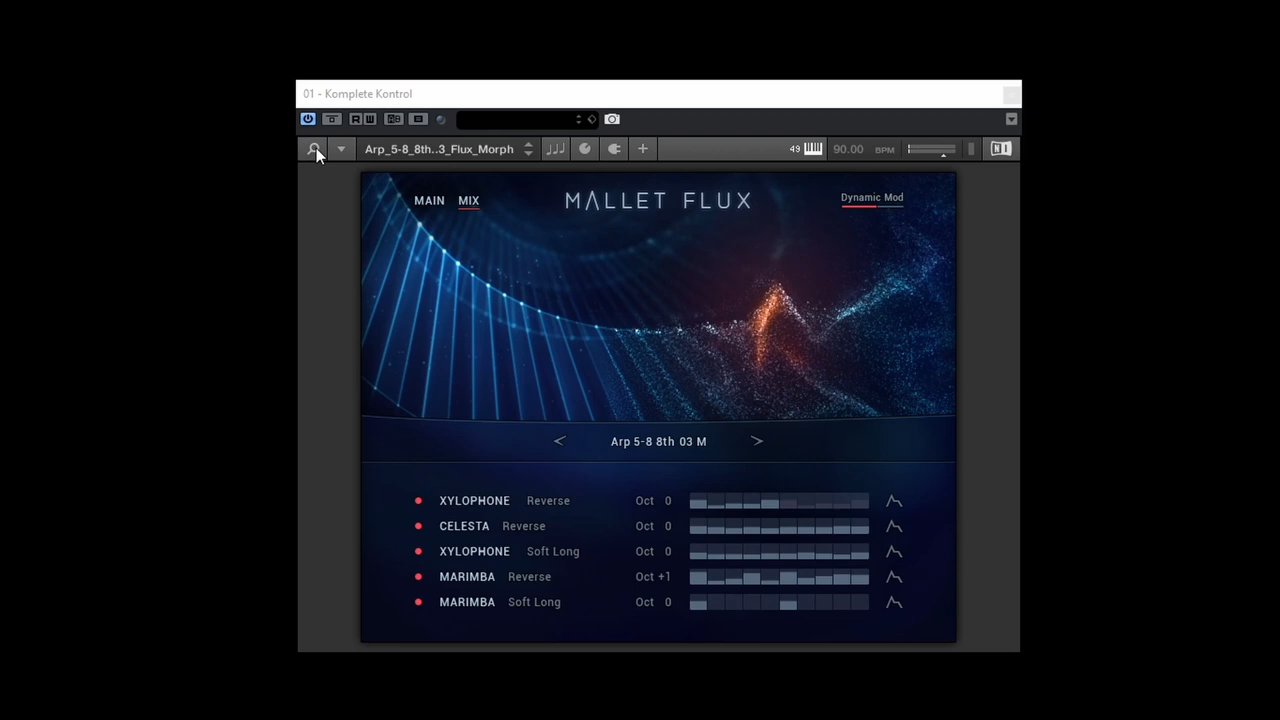 01 - Komplete Kontrol
R W
Arp_5-8_8th..3_Flux_Morph 49 90.00 BPM
MAIN MIX MALLET FLUX Dynamic Mod
< Arp 5-8 8th 03 M >
XYLOPHONE Reverse Oct 0
CELESTA Reverse Oct 0
XYLOPHONE Soft Long Oct 0
MARIMBA Reverse Oct +1
MARIMBA Soft Long Oct 0